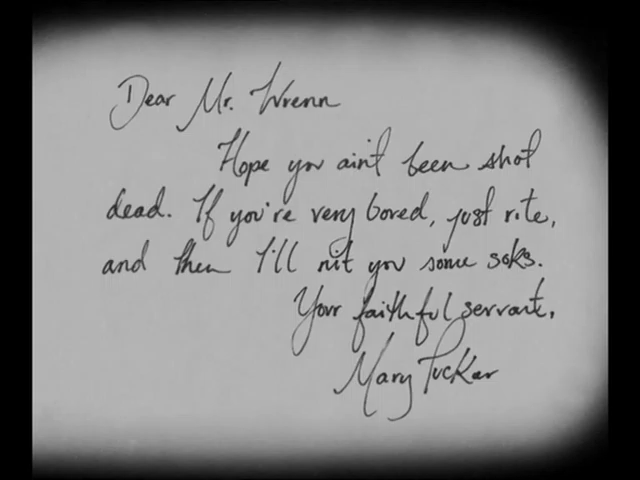 Dear Mr. Wrenn
Hope you ain't been shot
dead. If you're very bored, just rite,
and then I'll nit you some soks.
Your faithful servant,
Mary Tuckar